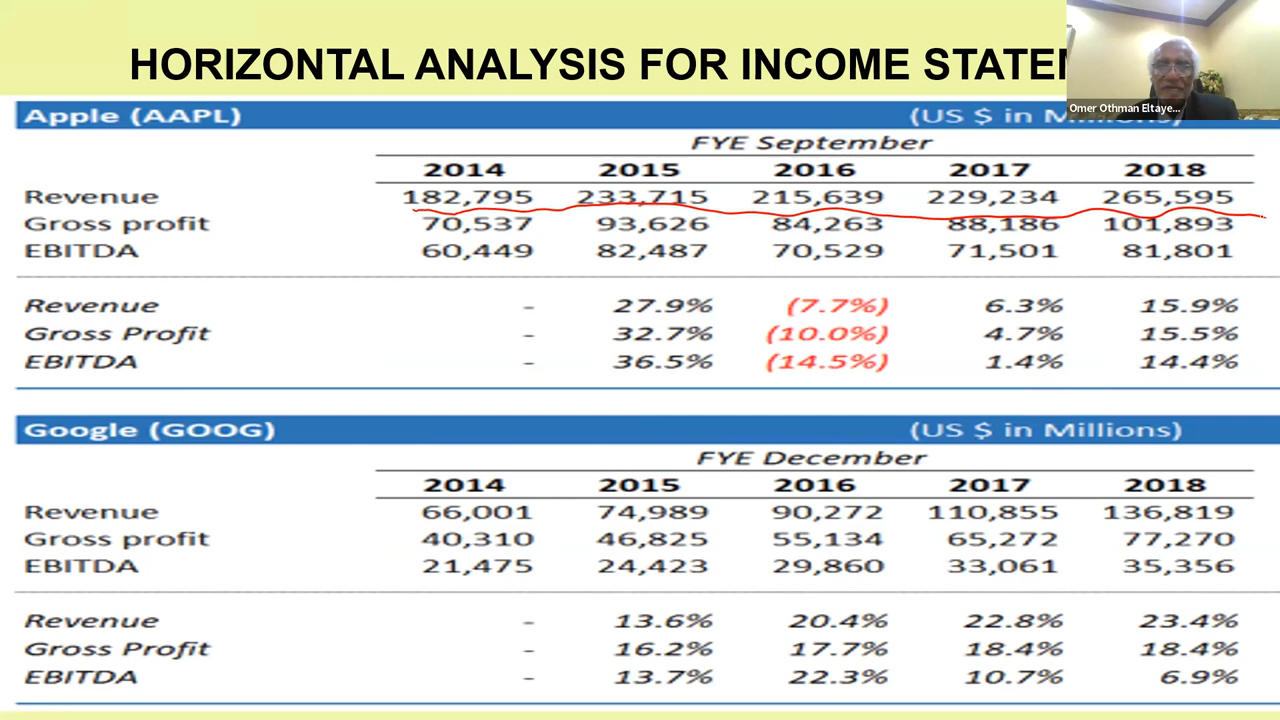 HORIZONTAL ANALYSIS FOR INCOME
Omer Othman Eltaye...
Apple (AAPL) (US $ in Millions)
FYE September
2014 2015 2016 2017 2018
Revenue 182,795 233,715 215,639 229,234 265,595
Gross profit 70,537 93,626 84,263 88,186 101,893
EBITDA 60,449 82,487 70,529 71,501 81,801
Revenue - 27.9% (7.7%) 6.3% 15.9%
Gross Profit - 32.7% (10.0%) 4.7% 15.5%
EBITDA - 36.5% (14.5%) 1.4% 14.4%
Google (GOOG) (US $ in Millions)
FYE December
2014 2015 2016 2017 2018
Revenue 66,001 74,989 90,272 110,855 136,819
Gross profit 40,310 46,825 55,134 65,272 77,270
EBITDA 21,475 24,423 29,860 33,061 35,356
Revenue - 13.6% 20.4% 22.8% 23.4%
Gross Profit - 16.2% 17.7% 18.4% 18.4%
EBITDA - 13.7% 22.3% 10.7% 6.9%